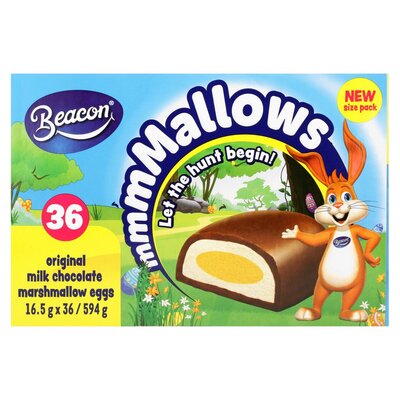 Beacon®
mmmMallows
Let the hunt begin!
NEW
size pack
36
original
milk chocolate
marshmallow eggs
16.5 g x 36 / 594 g
Beacon